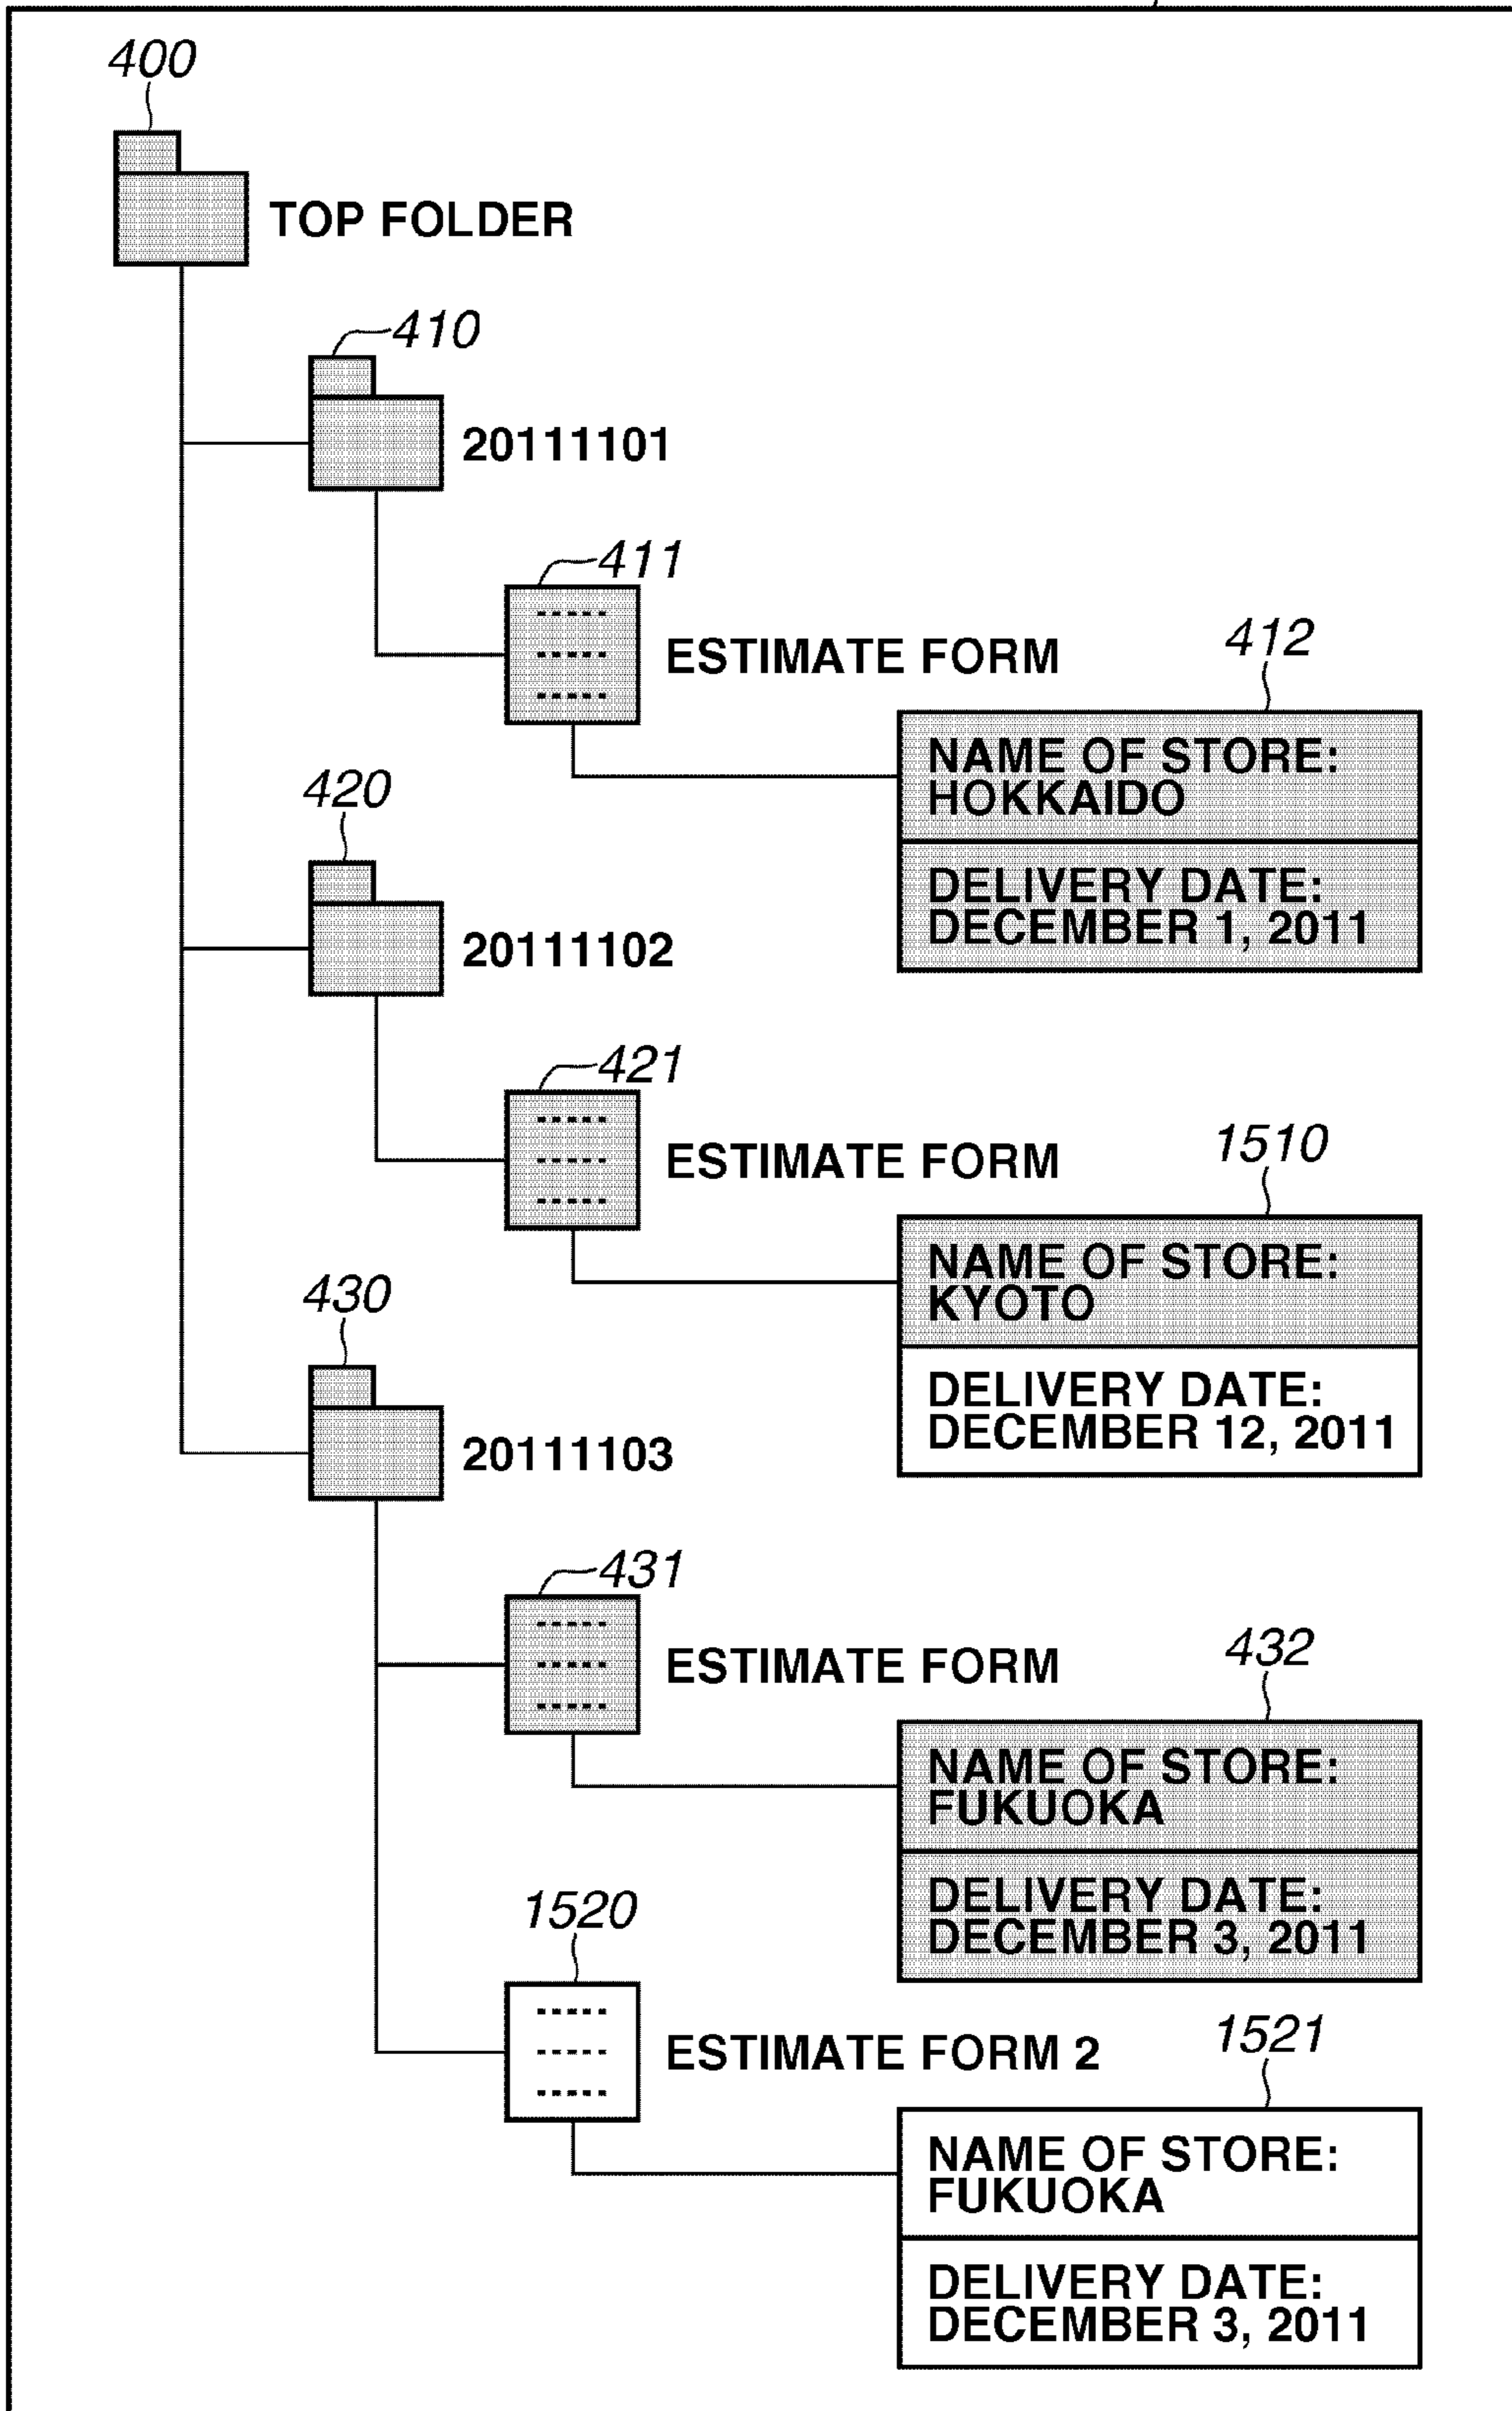 400
TOP FOLDER
410
20111101
411
ESTIMATE FORM
412
NAME OF STORE:
HOKKAIDO
DELIVERY DATE:
DECEMBER 1, 2011
420
20111102
421
ESTIMATE FORM
1510
NAME OF STORE:
KYOTO
DELIVERY DATE:
DECEMBER 12, 2011
430
20111103
431
ESTIMATE FORM
432
NAME OF STORE:
FUKUOKA
DELIVERY DATE:
DECEMBER 3, 2011
1520
ESTIMATE FORM 2
1521
NAME OF STORE:
FUKUOKA
DELIVERY DATE:
DECEMBER 3, 2011